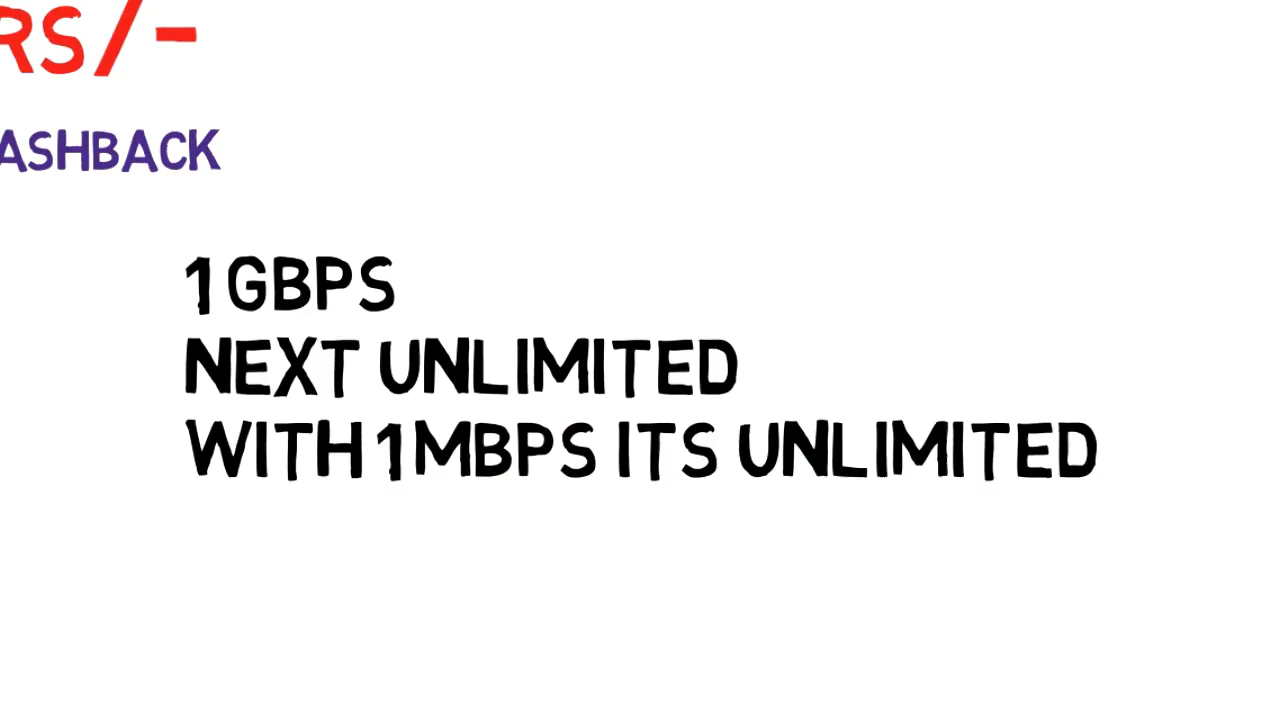 RS/-
ASHBACK
1GBPS
NEXT UNLIMITED
WITH 1MBPS ITS UNLIMITED